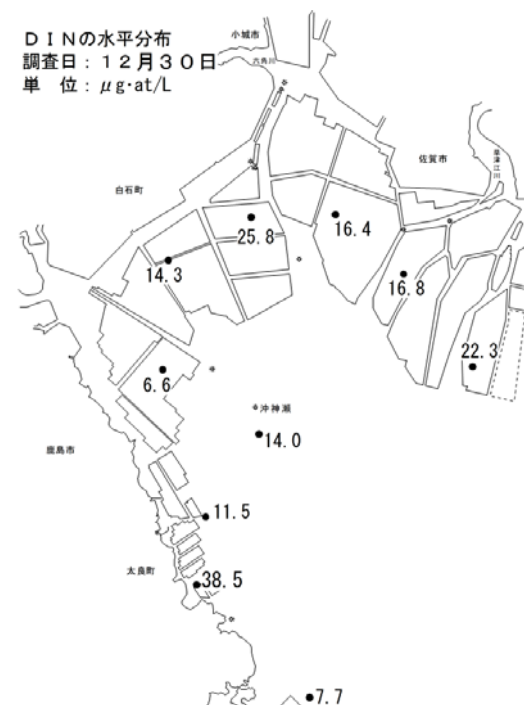 DINの水平分布
調査日：12月30日
単　位：μg·at/L
小城市
六角川
佐賀市
嘉瀬川
白石町
25.8
16.4
14.3
16.8
22.3
6.6
沖神瀬
14.0
鹿島市
11.5
太良町
38.5
7.7